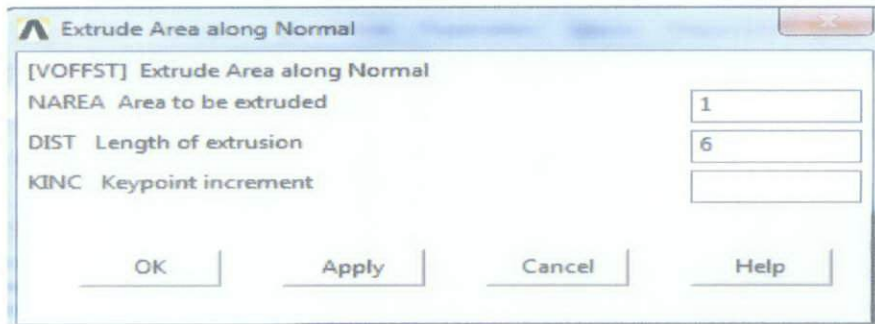 Extrude Area along Normal
[VOFFST] Extrude Area along Normal
NAREA Area to be extruded 1
DIST Length of extrusion 6
KINC Keypoint increment
OK Apply Cancel Help